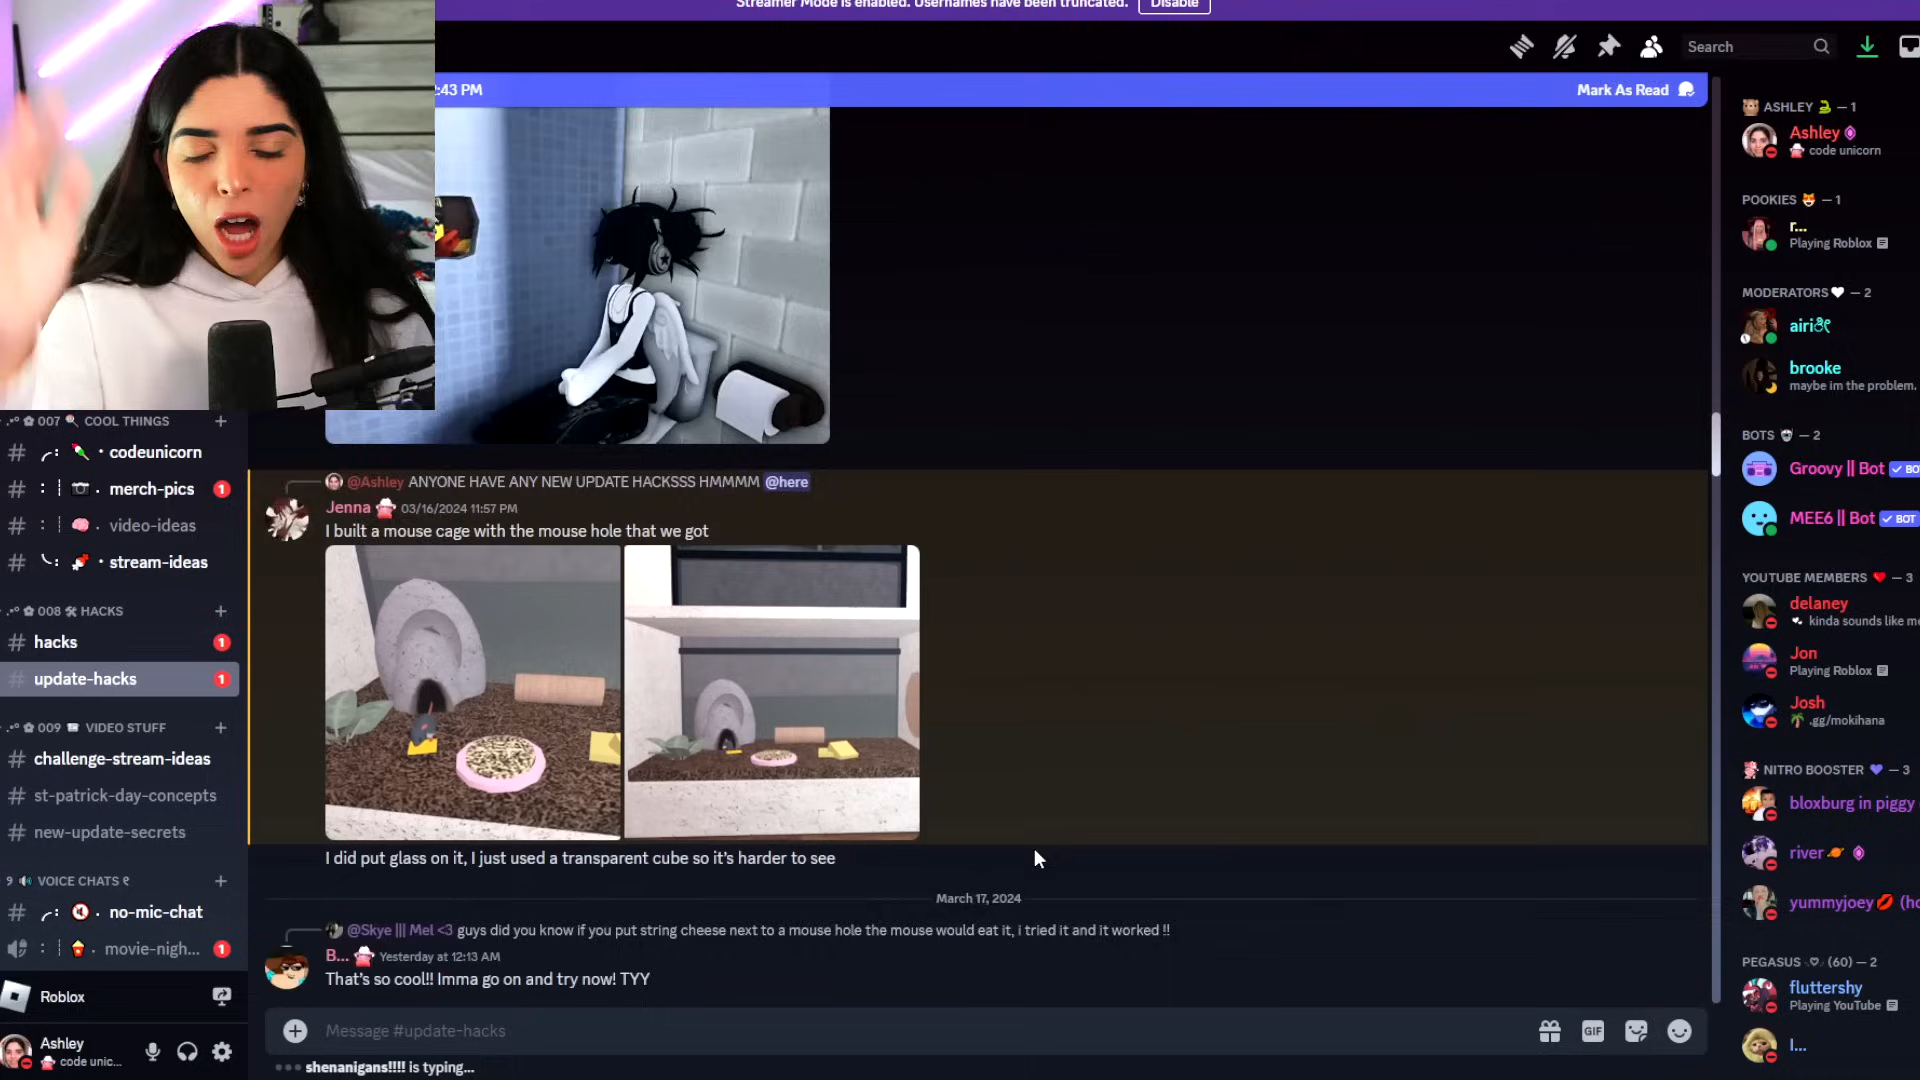 Streamer Mode is enabled. Usernames have been truncated. Disable
Search
:43 PM
Mark As Read
007 COOL THINGS
codeunicorn
merch-pics 1
video-ideas
stream-ideas
008 HACKS
hacks 1
update-hacks 1
009 VIDEO STUFF
challenge-stream-ideas
st-patrick-day-concepts
new-update-secrets
VOICE CHATS
no-mic-chat
movie-nigh... 1
Roblox
Ashley
code unic...
@Ashley ANYONE HAVE ANY NEW UPDATE HACKSSS HMMMM @here
Jenna 03/16/2024 11:57 PM
I built a mouse cage with the mouse hole that we got
I did put glass on it, I just used a transparent cube so it's harder to see
March 17, 2024
@Skye ||| Mel <3 guys did you know if you put string cheese next to a mouse hole the mouse would eat it, i tried it and it worked !!
B... Yesterday at 12:13 AM
That's so cool!! Imma go on and try now! TYY
Message #update-hacks
GIF
shenanigans!!!! is typing...
ASHLEY — 1
Ashley
code unicorn
POOKIES — 1
r...
Playing Roblox
MODERATORS — 2
airi
brooke
maybe im the problem.
BOTS — 2
Groovy || Bot BO
MEE6 || Bot BOT
YOUTUBE MEMBERS — 3
delaney
kinda sounds like me
Jon
Playing Roblox
Josh
.gg/mokihana
NITRO BOOSTER — 3
bloxburg in piggy
river
yummyjoey (ho
PEGASUS (60) — 2
fluttershy
Playing YouTube
l...